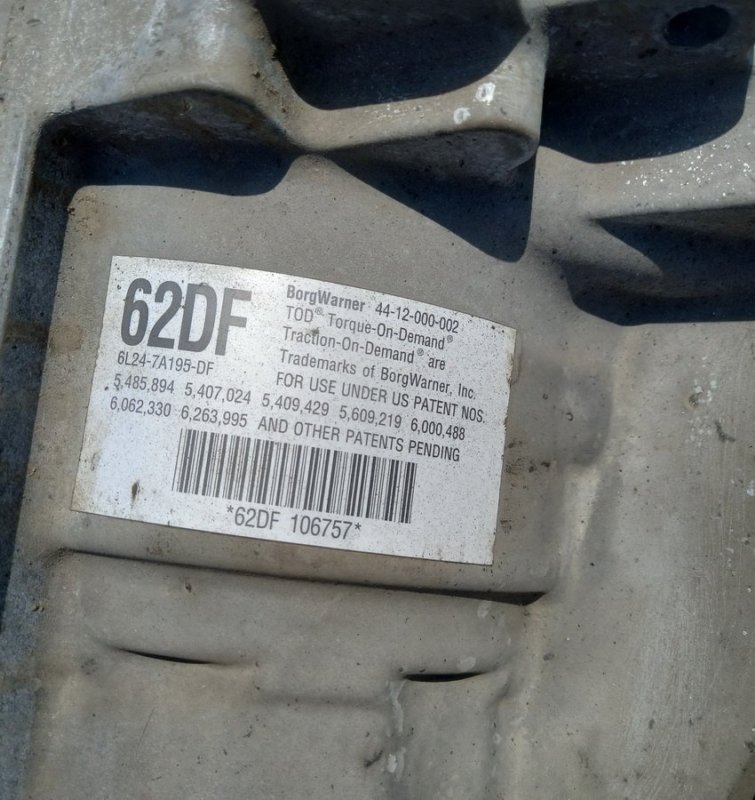 62DF
BorgWarner 44-12-000-002
TOD® Torque-On-Demand®
Traction-On-Demand® are
Trademarks of BorgWarner, Inc.
6L24-7A195-DF
FOR USE UNDER US PATENT NOS.
5,485,894 5,407,024 5,409,429 5,609,219 6,000,488
6,062,330 6,263,995 AND OTHER PATENTS PENDING
*62DF 106757*